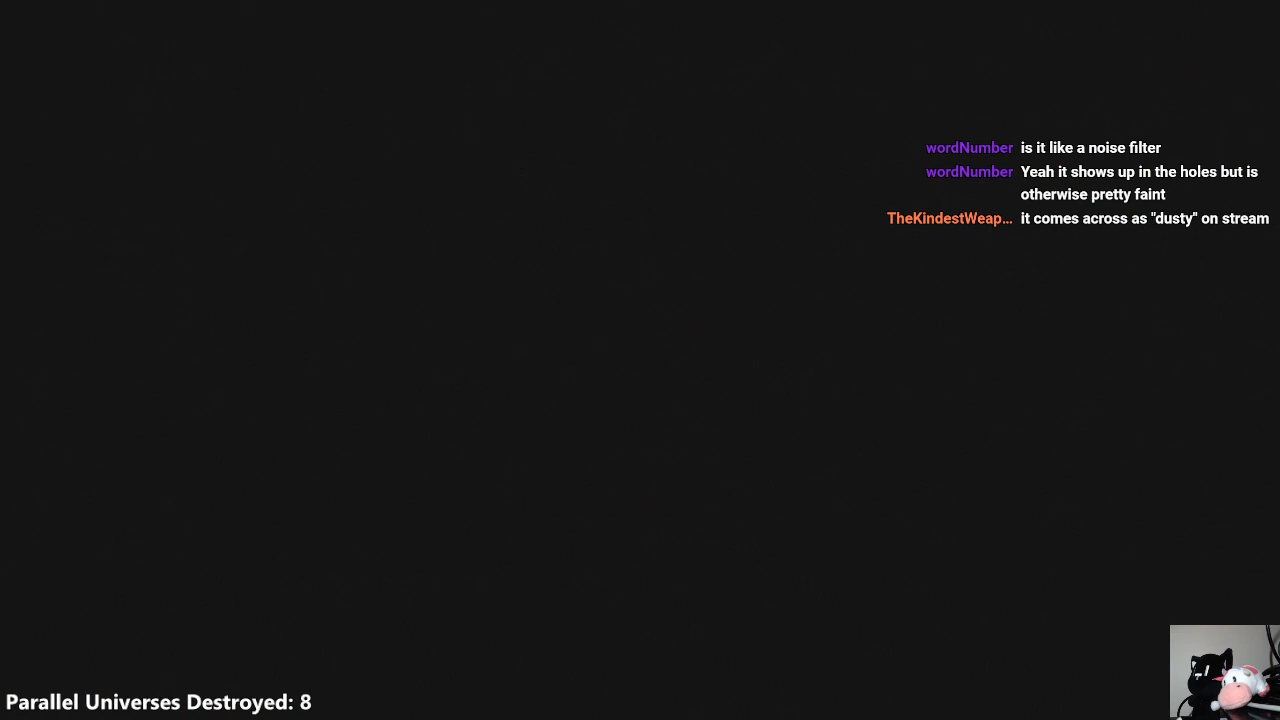 wordNumber is it like a noise filter
wordNumber Yeah it shows up in the holes but is
otherwise pretty faint
TheKindestWeap… it comes across as "dusty" on stream
Parallel Universes Destroyed: 8